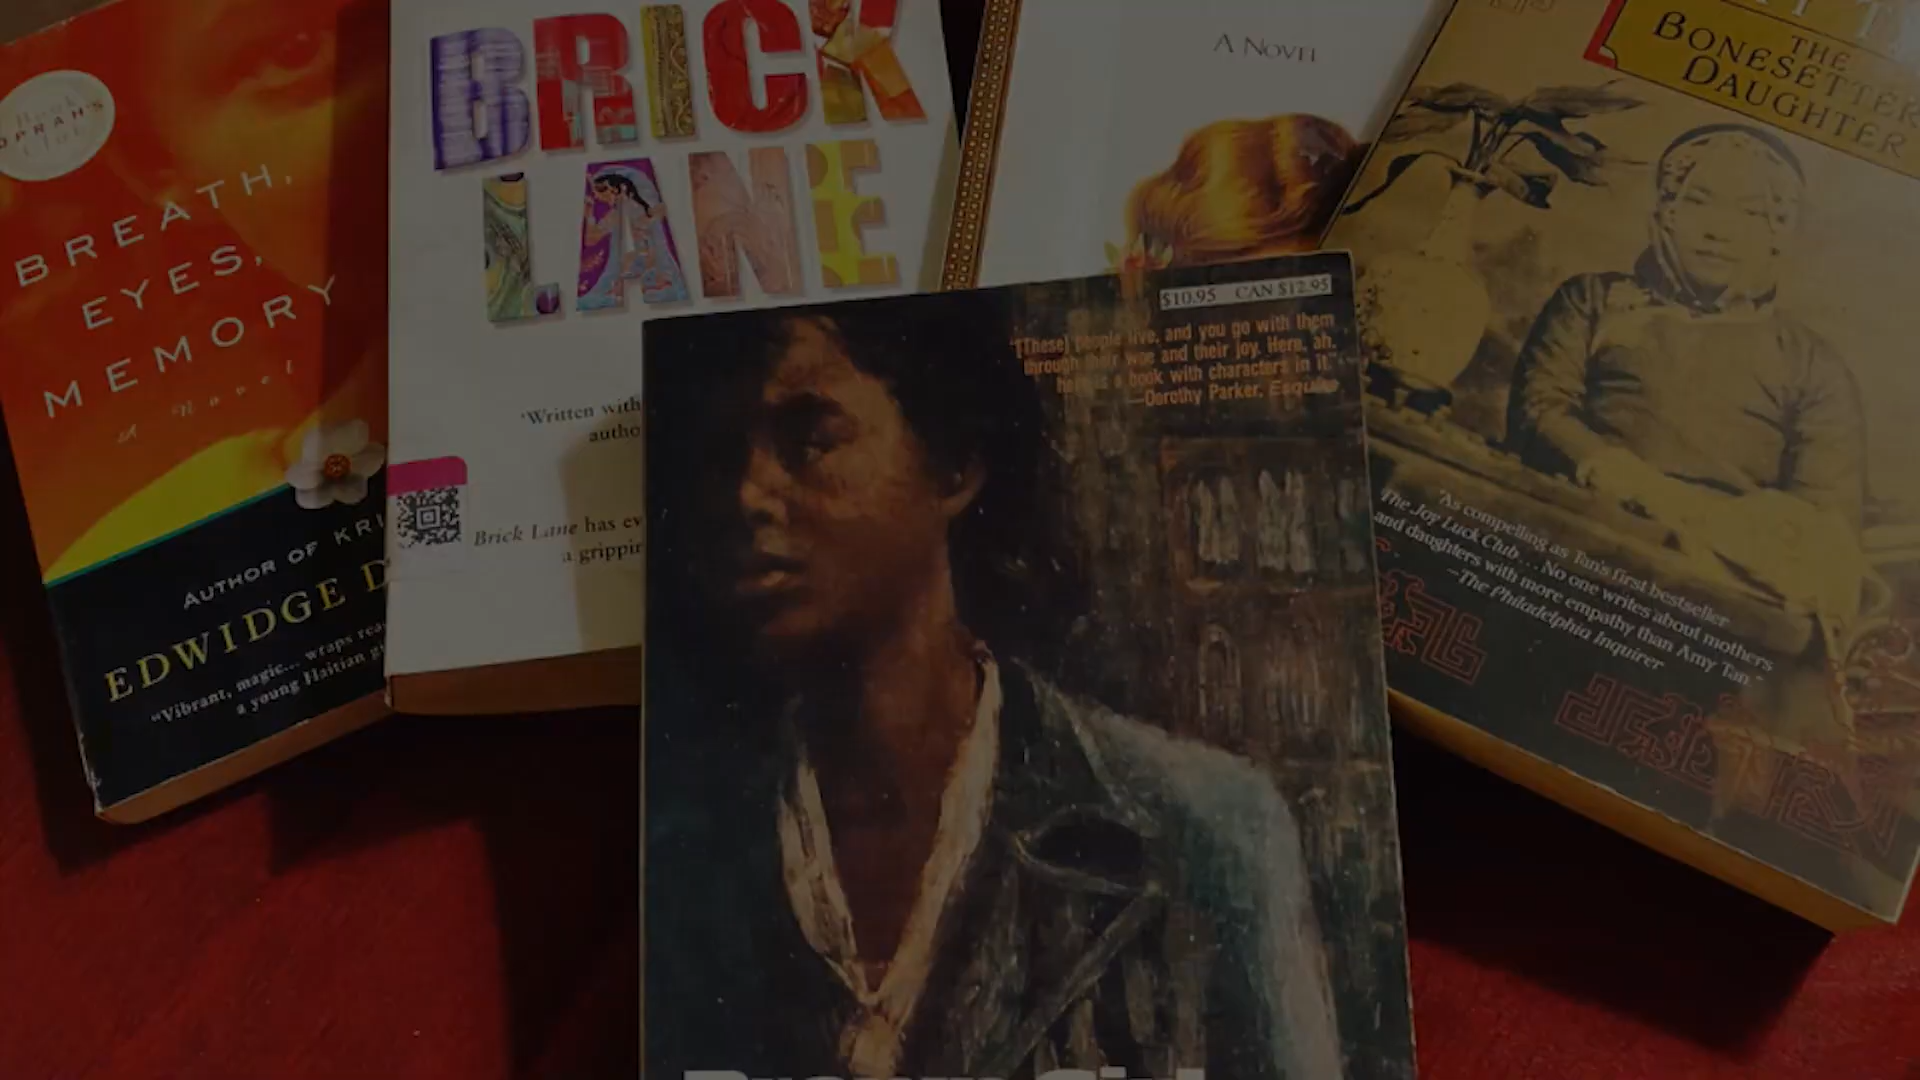 OPRAH'S
BREATH,
EYES,
MEMORY
A Novel
AUTHOR OF KRI
EDWIDGE D
"Vibrant, magic... wraps
a young Haitian
BRICK
LANE
'Written with
autho
Brick Lane has ev
a grippin
A NOVEL
THE
BONESETTER
DAUGHTER
"As compelling as Tan's first bestseller
The Joy Luck Club... No one writes about mothers
and daughters with more empathy than Amy Tan."
—The Philadelphia Inquirer
$10.95 CAN $12.95
"[These] people live, and you go with them
through their woe and their joy. Here, ah,
here is a book with characters in it."
—Dorothy Parker, Esquire